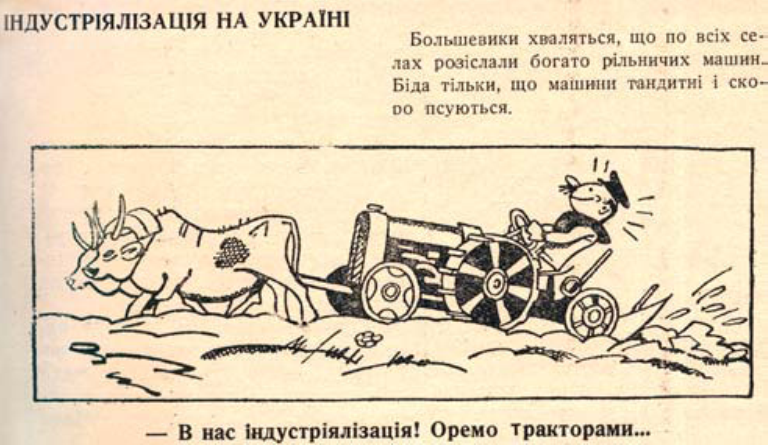 ІНДУСТРІЯЛІЗАЦІЯ НА УКРАЇНІ
Большевики хваляться, що по всіх се-
лах розіслали богато рільничих машин..
Біда тільки, що машини тандитні і ско-
ро псуються.
— В нас індустріялізація! Оремо тракторами...